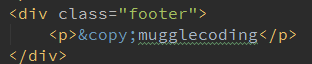 <div class="footer">
    <p>&copy;mugglecoding</p>
</div>